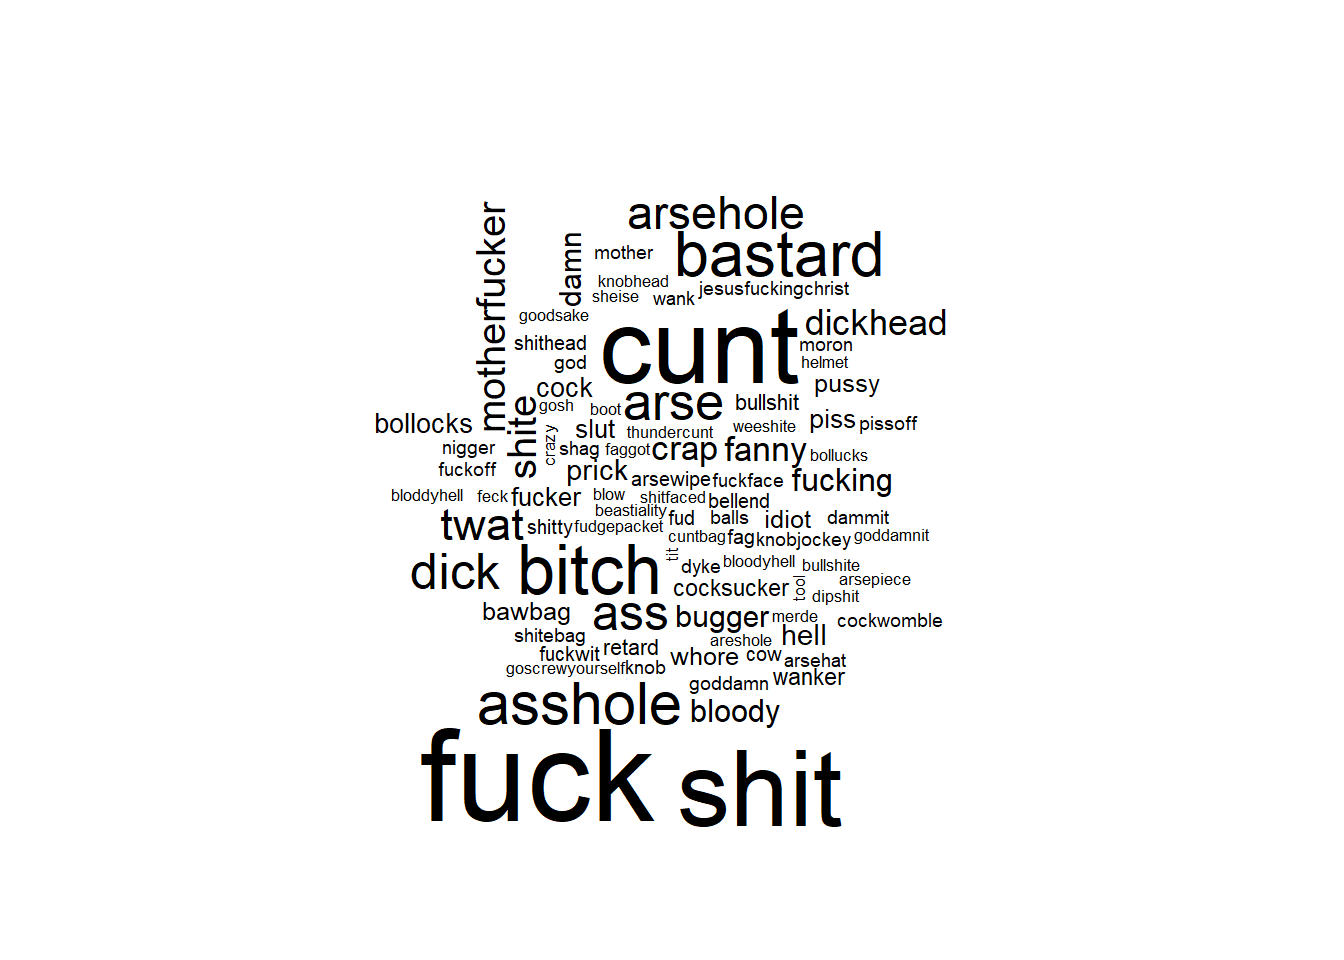 arsehole
motherfucker
damn
mother
bastard
knobhead
sheise
wank
jesusfuckingchrist
goodsake
cunt
dickhead
shithead
moron
god
helmet
cock
pussy
gosh
boot
arse
bullshit
shite
bollocks
slut
thundercunt
weeshite
piss
pissoff
nigger
crazy
shag
faggot
crap
fanny
bollucks
fuckoff
prick
arsewipe
fuckface
fucking
bloddyhell
feck
fucker
blow
shitfaced
bellend
beastiality
twat
shitty
fudgepacket
fud
balls
idiot
dammit
cuntbag
fag
knobjockey
goddamnit
tit
dick
bitch
dyke
bloodyhell
bullshite
cocksucker
tool
arsepiece
dipshit
bawbag
ass
bugger
merde
cockwomble
shitebag
areshole
hell
fuckwit
retard
whore
cow
arsehat
goscrewyourself
knob
goddamn
wanker
asshole
bloody
fuck
shit